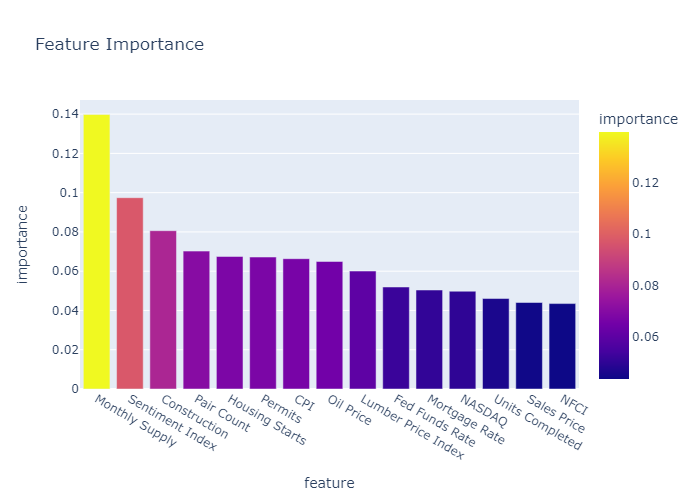 Feature Importance
importance
0.14
0.12
0.1
0.08
0.06
0.04
0.02
0
Monthly Supply
Sentiment Index
Construction
Pair Count
Housing Starts
Permits
CPI
Oil Price
Lumber Price Index
Fed Funds Rate
Mortgage Rate
NASDAQ
Units Completed
Sales Price
NFCI
feature
importance
0.12
0.1
0.08
0.06